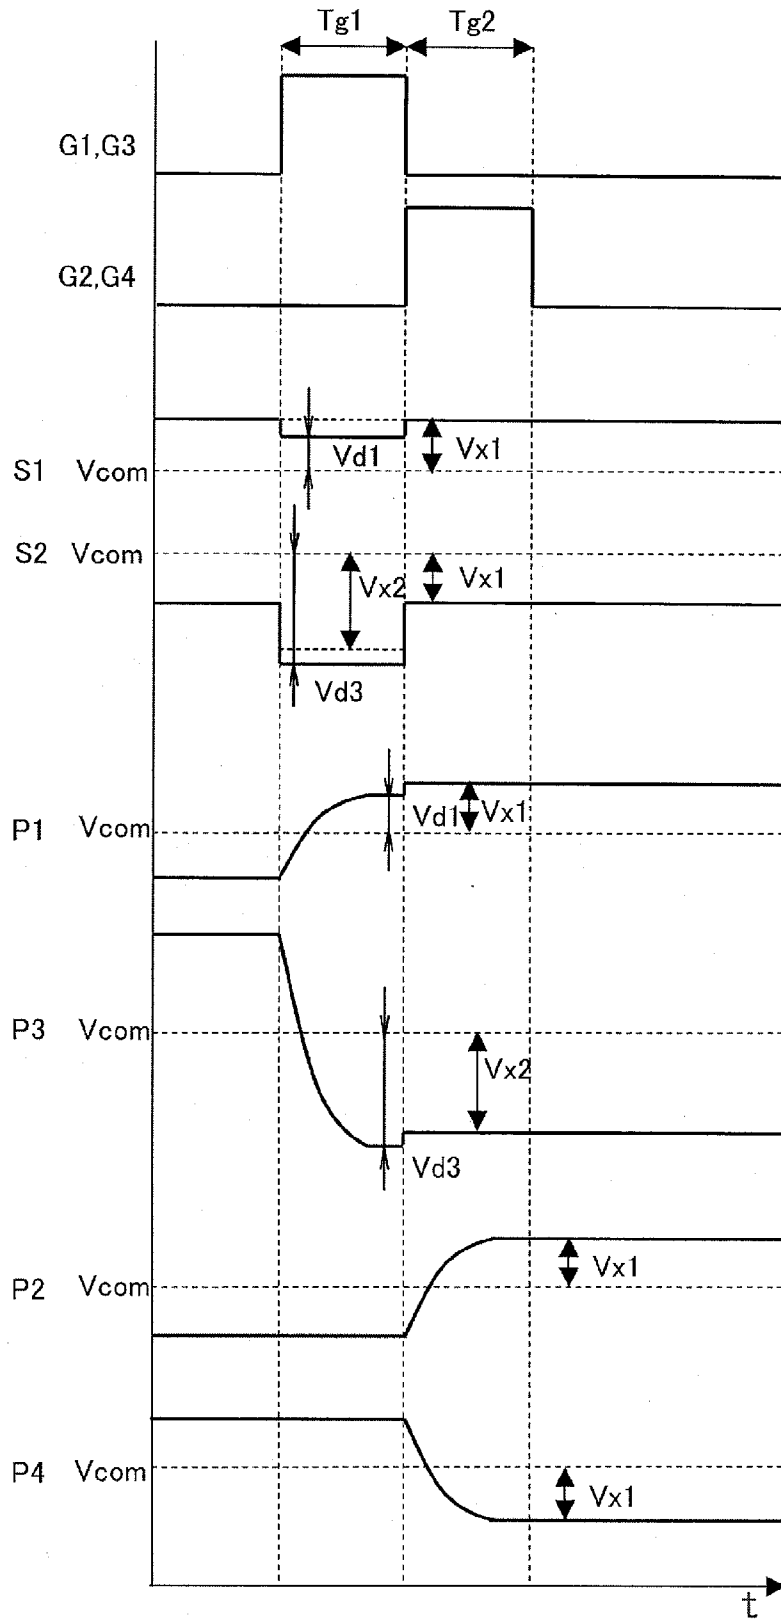 Tg1 Tg2
G1,G3
G2,G4
Vd1 Vx1
S1 Vcom
S2 Vcom
Vx2 Vx1
Vd3
P1 Vcom Vd1 Vx1
P3 Vcom
Vx2
Vd3
P2 Vcom Vx1
P4 Vcom
Vx1
t